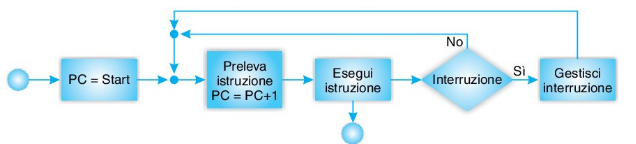 PC = Start
Preleva
istruzione
PC = PC+1
Esegui
istruzione
Interruzione
No
Sì
Gestisci
interruzione